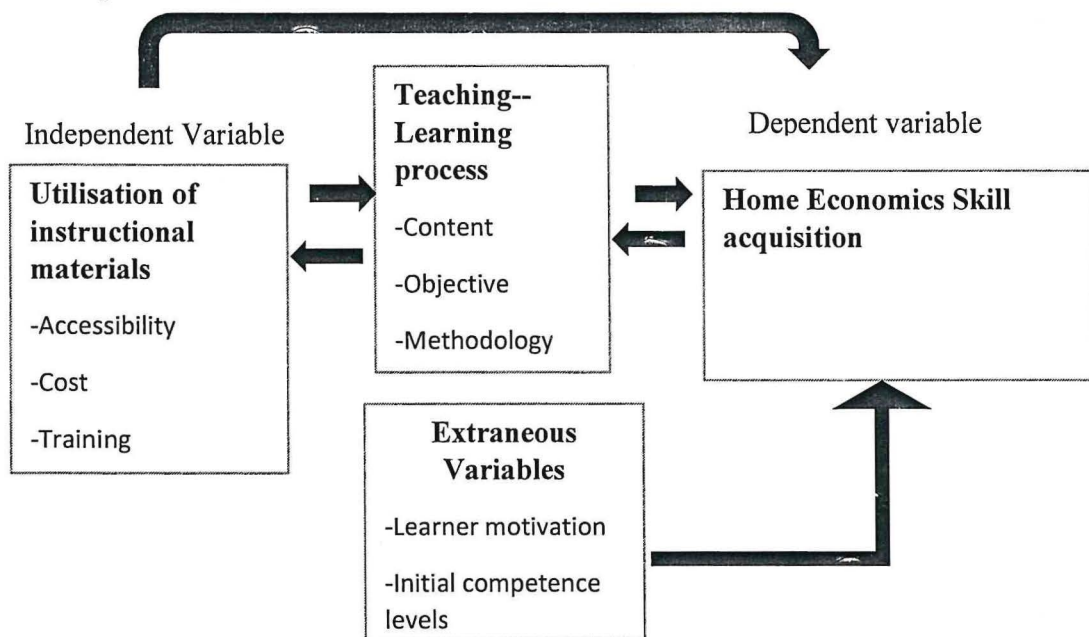 Independent Variable
Utilisation of
instructional
materials
-Accessibility
-Cost
-Training
Teaching--
Learning
process
-Content
-Objective
-Methodology
Dependent variable
Home Economics Skill
acquisition
Extraneous
Variables
-Learner motivation
-Initial competence
levels